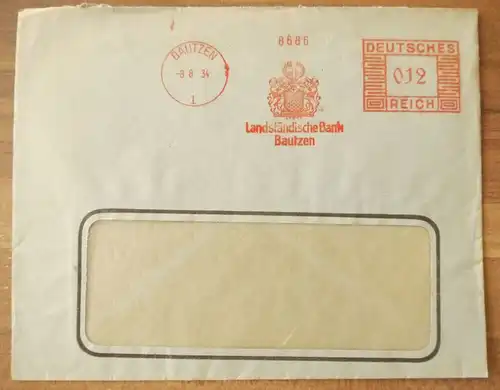 BAUTZEN
-8 8 34
1
8686
Landständische Bank
Bautzen
DEUTSCHES
012
REICH